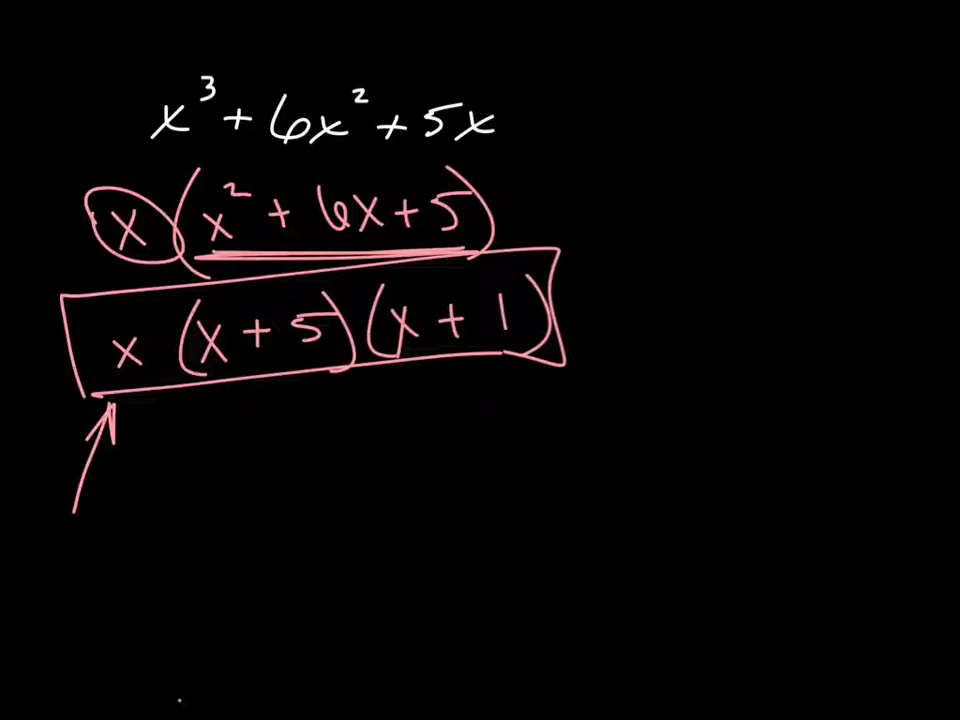 x³ + 6x² + 5x
x (x² + 6x + 5)
x (x + 5)(x + 1)